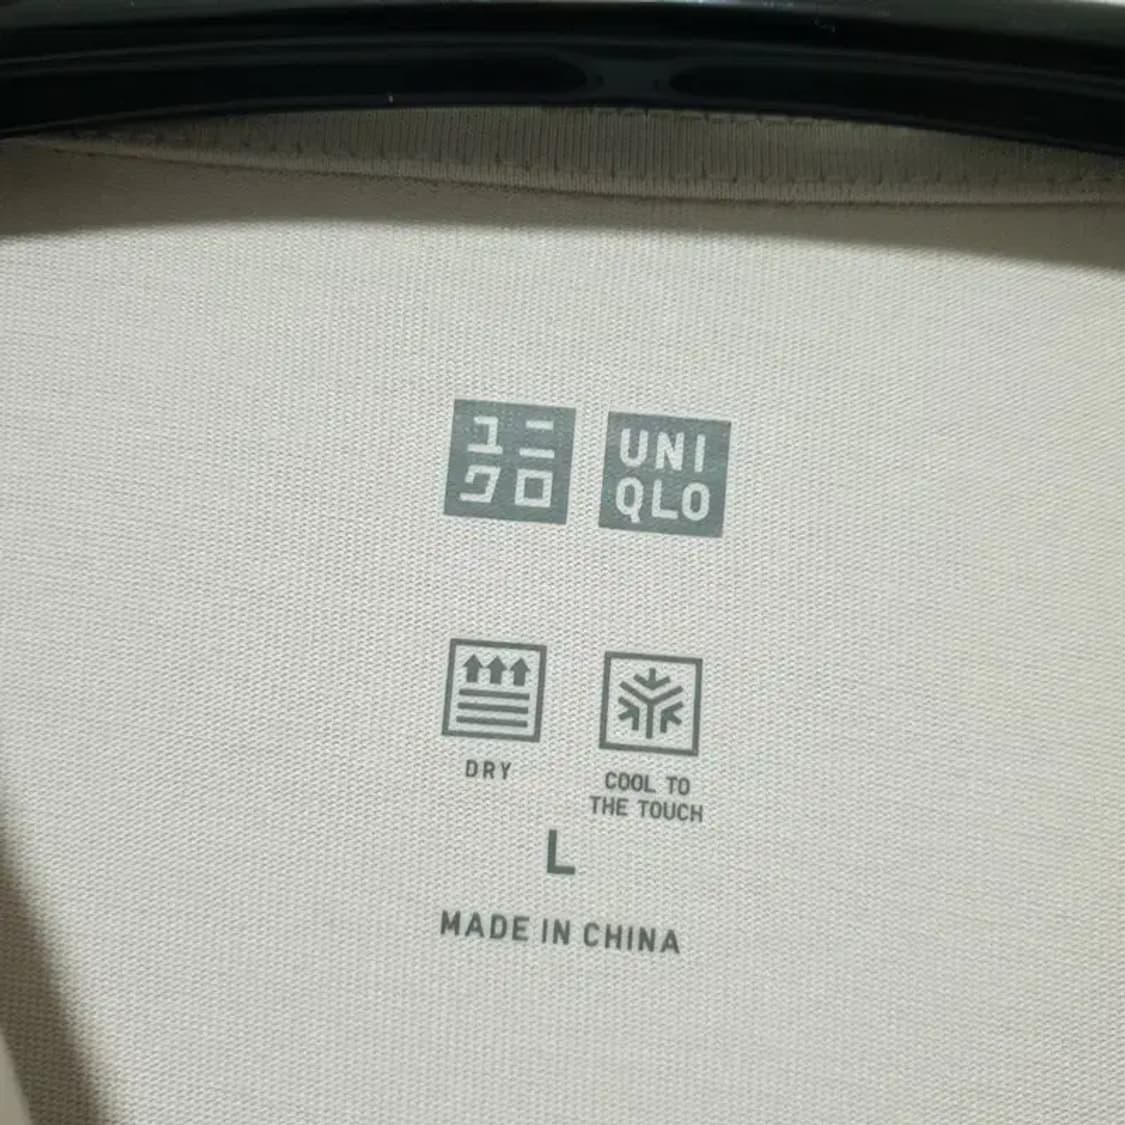 ユニ
クロ
UNI
QLO
DRY
COOL TO
THE TOUCH
L
MADE IN CHINA